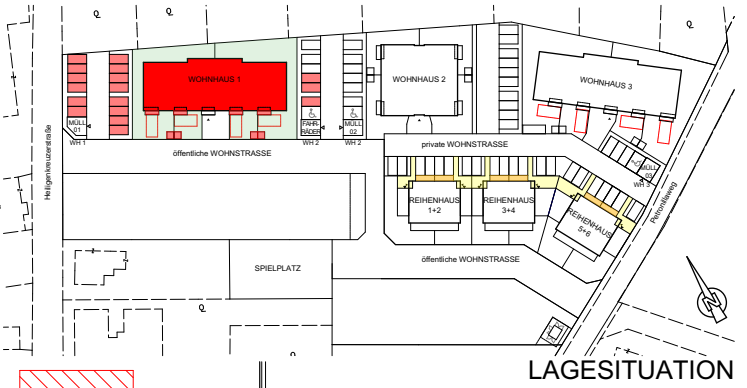 Q
Q
Q
WOHNHAUS 1
WOHNHAUS 2
WOHNHAUS 3
MÜLL
01
WH 1
FAHR-
RÄDER
WH 2
MÜLL
02
WH 2
öffentliche WOHNSTRASSE
private WOHNSTRASSE
MÜLL
03
WH 3
Heiligenkreuzerstraße
Petronillaweg
REIHENHAUS
1+2
REIHENHAUS
3+4
REIHENHAUS
5+6
öffentliche WOHNSTRASSE
SPIELPLATZ
Q
Q
N
LAGESITUATION